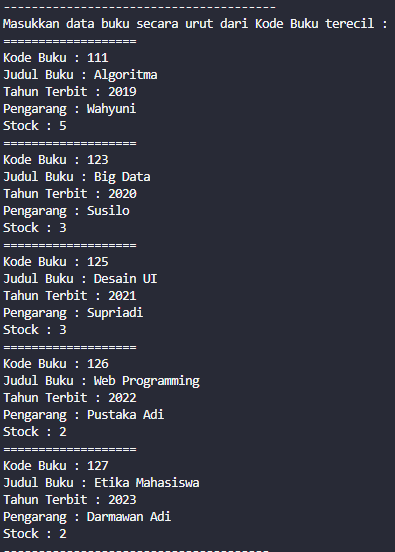 ----------------------------------------
Masukkan data buku secara urut dari Kode Buku terecil :
===================
Kode Buku : 111
Judul Buku : Algoritma
Tahun Terbit : 2019
Pengarang : Wahyuni
Stock : 5
===================
Kode Buku : 123
Judul Buku : Big Data
Tahun Terbit : 2020
Pengarang : Susilo
Stock : 3
===================
Kode Buku : 125
Judul Buku : Desain UI
Tahun Terbit : 2021
Pengarang : Supriadi
Stock : 3
===================
Kode Buku : 126
Judul Buku : Web Programming
Tahun Terbit : 2022
Pengarang : Pustaka Adi
Stock : 2
===================
Kode Buku : 127
Judul Buku : Etika Mahasiswa
Tahun Terbit : 2023
Pengarang : Darmawan Adi
Stock : 2
---------------------------------------